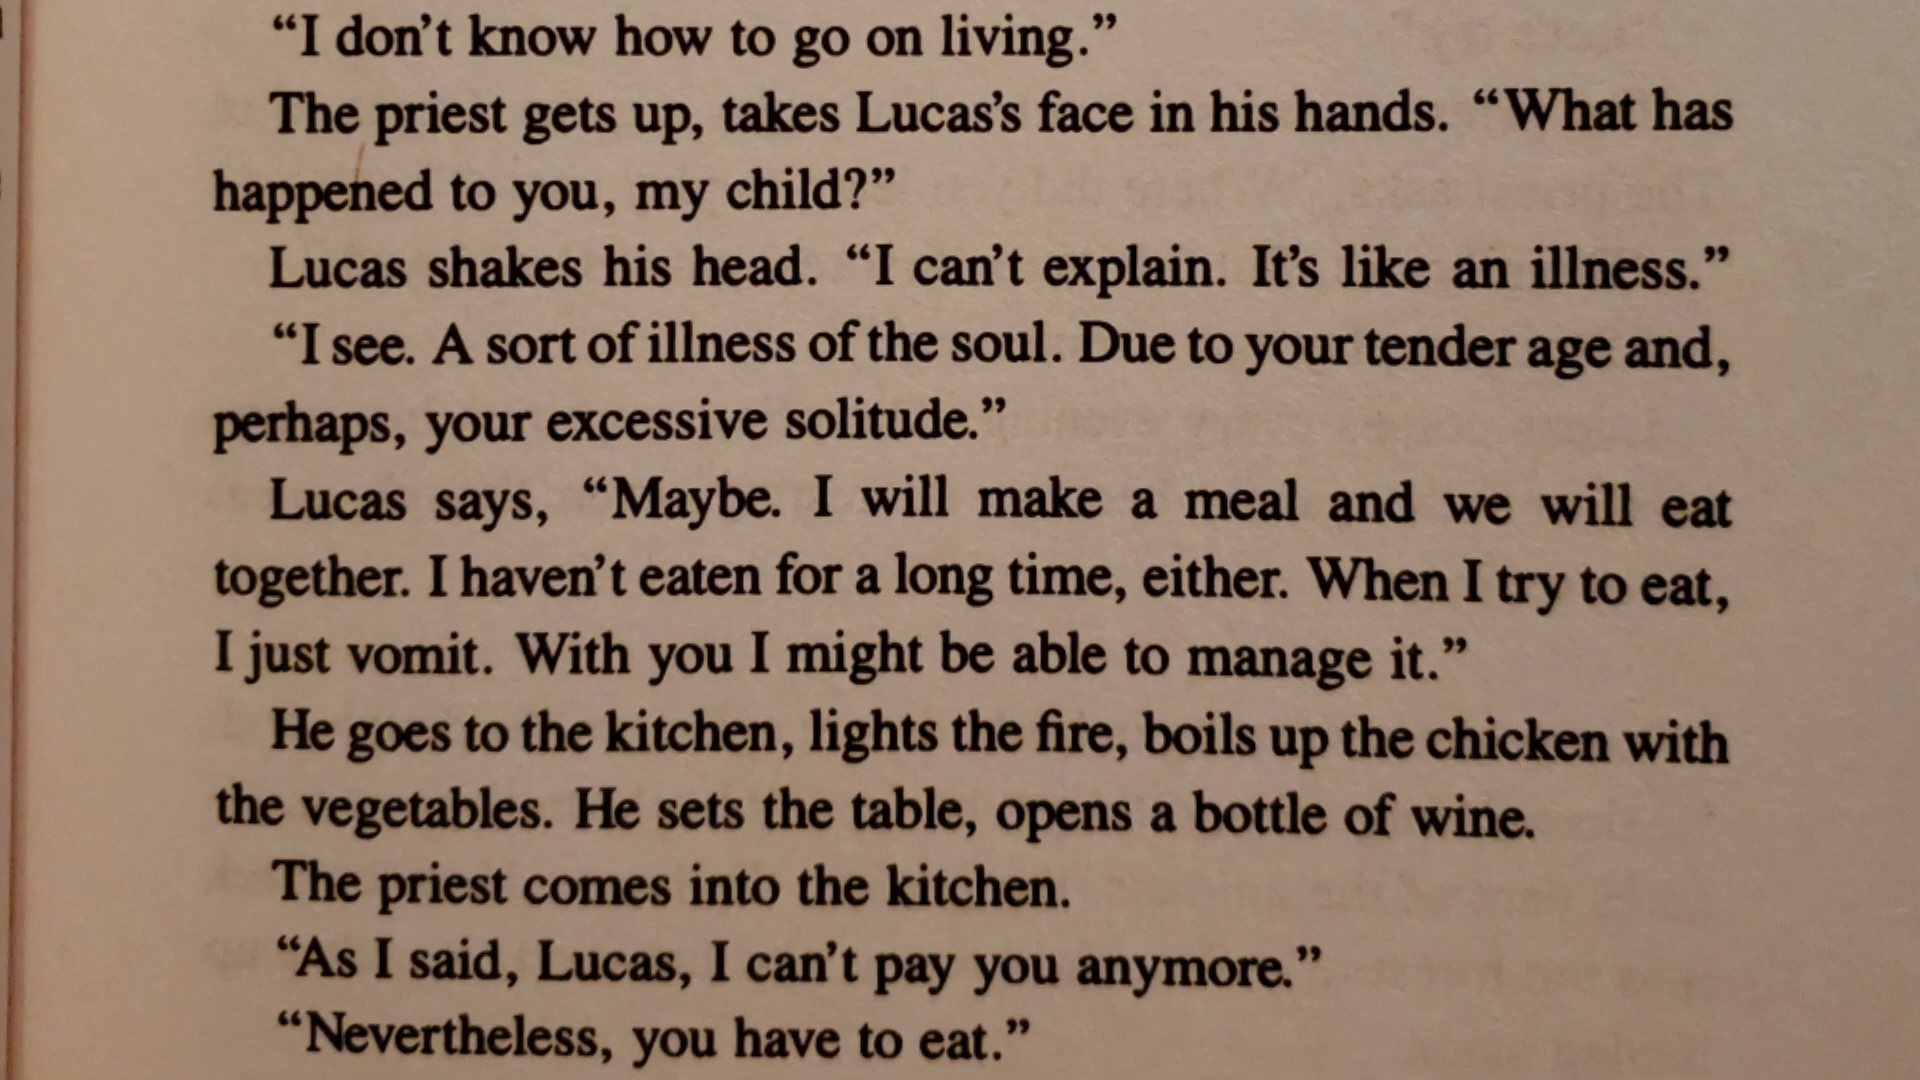 “I don’t know how to go on living.”
The priest gets up, takes Lucas’s face in his hands. “What has
happened to you, my child?”
Lucas shakes his head. “I can’t explain. It’s like an illness.”
“I see. A sort of illness of the soul. Due to your tender age and,
perhaps, your excessive solitude.”
Lucas says, “Maybe. I will make a meal and we will eat
together. I haven’t eaten for a long time, either. When I try to eat,
I just vomit. With you I might be able to manage it.”
He goes to the kitchen, lights the fire, boils up the chicken with
the vegetables. He sets the table, opens a bottle of wine.
The priest comes into the kitchen.
“As I said, Lucas, I can’t pay you anymore.”
“Nevertheless, you have to eat.”